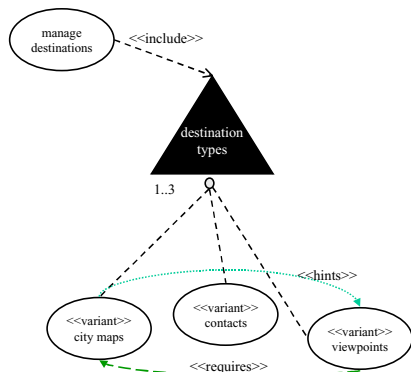 manage
destinations
<<include>>
destination
types
1..3
<<hints>>
<<variant>>
city maps
<<variant>>
contacts
<<variant>>
viewpoints
<<requires>>